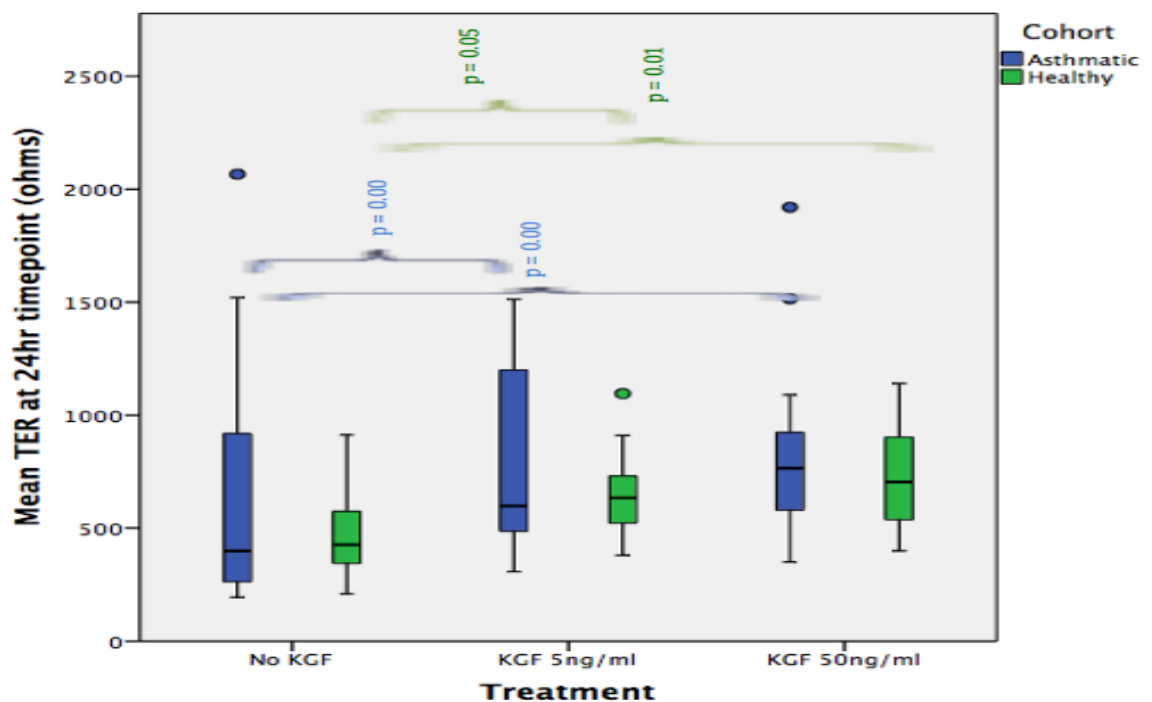 p = 0.05
p = 0.01
Cohort
Asthmatic
Healthy
2500
2000
1500
1000
500
0
Mean TER at 24hr timepoint (ohms)
p = 0.00
p = 0.00
No KGF
KGF 5ng/ml
KGF 50ng/ml
Treatment